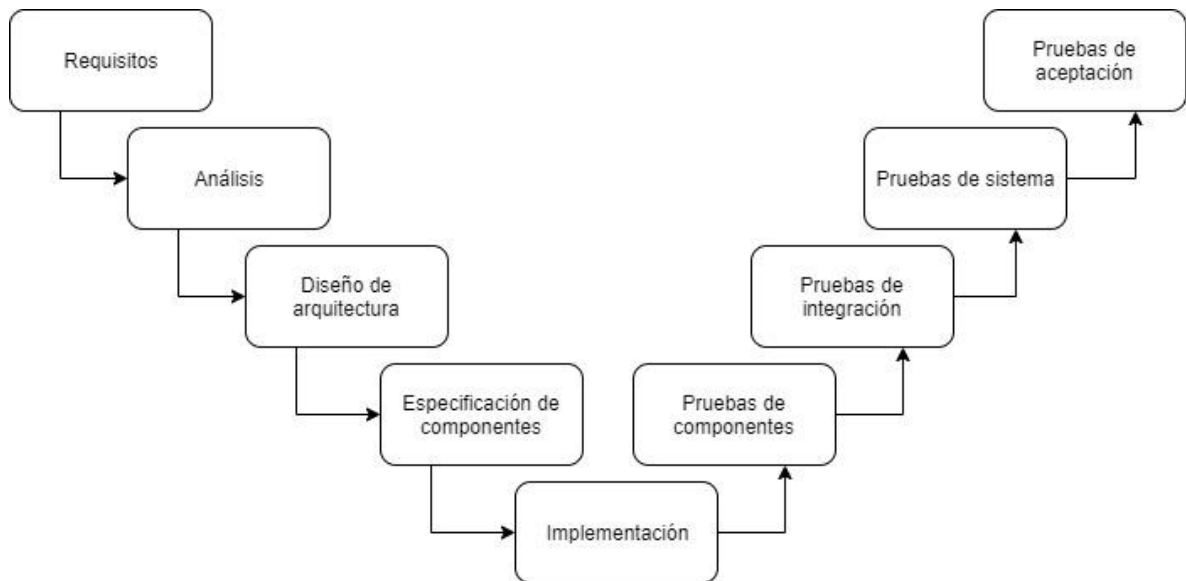 Requisitos
Pruebas de
aceptación
Análisis
Pruebas de sistema
Diseño de
arquitectura
Pruebas de
integración
Especificación de
componentes
Pruebas de
componentes
Implementación